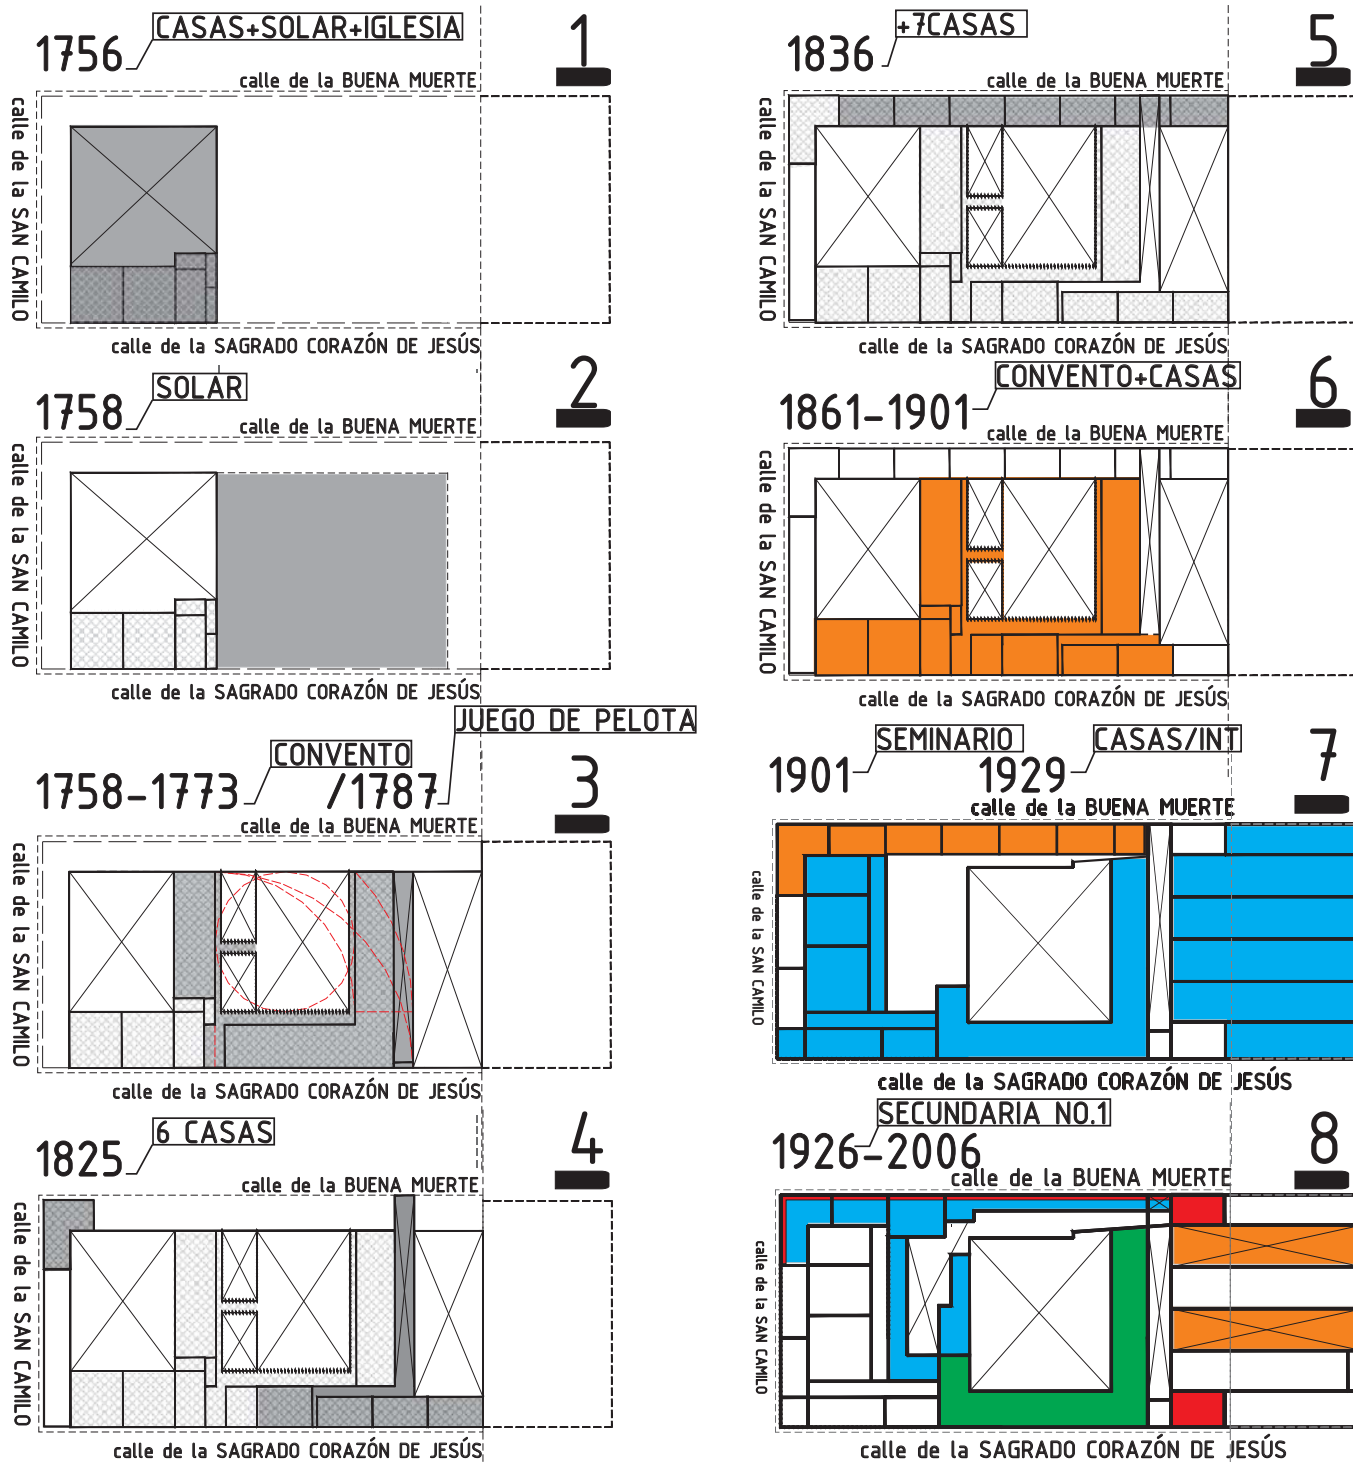 CASAS+SOLAR+IGLESIA
1756
1
calle de la BUENA MUERTE
calle de la SAN CAMILO
calle de la SAGRADO CORAZÓN DE JESÚS
SOLAR
1758
2
calle de la BUENA MUERTE
calle de la SAN CAMILO
calle de la SAGRADO CORAZÓN DE JESÚS
JUEGO DE PELOTA
CONVENTO
1758-1773 /1787
3
calle de la BUENA MUERTE
calle de la SAN CAMILO
calle de la SAGRADO CORAZÓN DE JESÚS
6 CASAS
1825
4
calle de la BUENA MUERTE
calle de la SAN CAMILO
calle de la SAGRADO CORAZÓN DE JESÚS
+7CASAS
1836
5
calle de la BUENA MUERTE
calle de la SAN CAMILO
calle de la SAGRADO CORAZÓN DE JESÚS
CONVENTO+CASAS
1861-1901
6
calle de la BUENA MUERTE
calle de la SAN CAMILO
calle de la SAGRADO CORAZÓN DE JESÚS
SEMINARIO CASAS/INT
1901 1929
7
calle de la BUENA MUERTE
calle de la SAN CAMILO
calle de la SAGRADO CORAZÓN DE JESÚS
SECUNDARIA NO.1
1926-2006
8
calle de la BUENA MUERTE
calle de la SAN CAMILO
calle de la SAGRADO CORAZÓN DE JESÚS